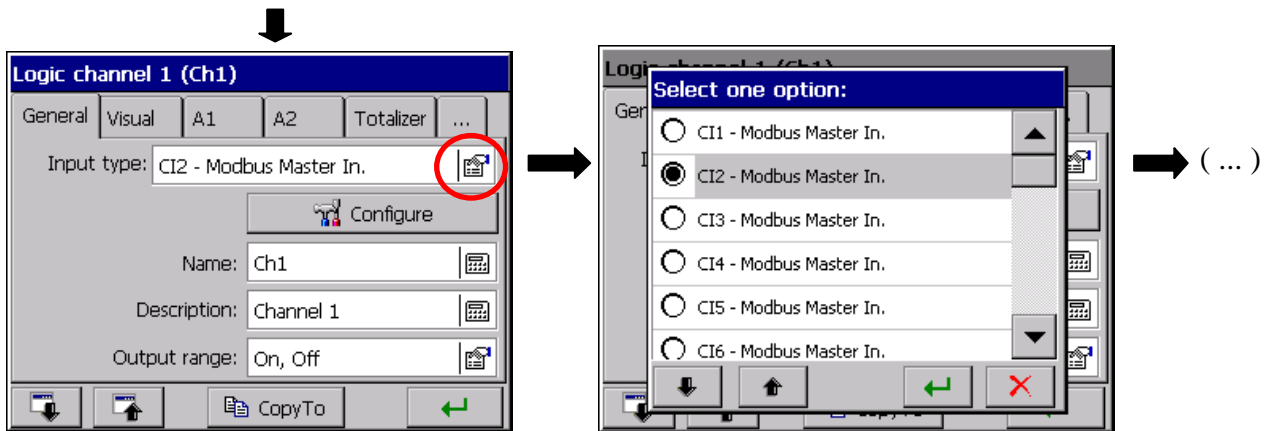 Logic channel 1 (Ch1)
General Visual A1 A2 Totalizer ...
Input type: CI2 - Modbus Master In.
Configure
Name: Ch1
Description: Channel 1
Output range: On, Off
CopyTo
Select one option:
CI1 - Modbus Master In.
CI2 - Modbus Master In.
CI3 - Modbus Master In.
CI4 - Modbus Master In.
CI5 - Modbus Master In.
CI6 - Modbus Master In.
( ... )